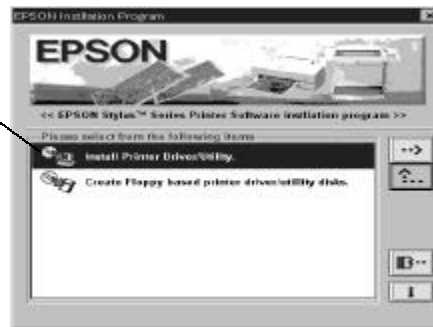 EPSON Installation Program
EPSON
<< EPSON Stylus™ Series Printer Software instllation program >>
Please select from the following items
Install Printer Driver/Utility.
Create Floppy based printer driver/utility disks.
-->